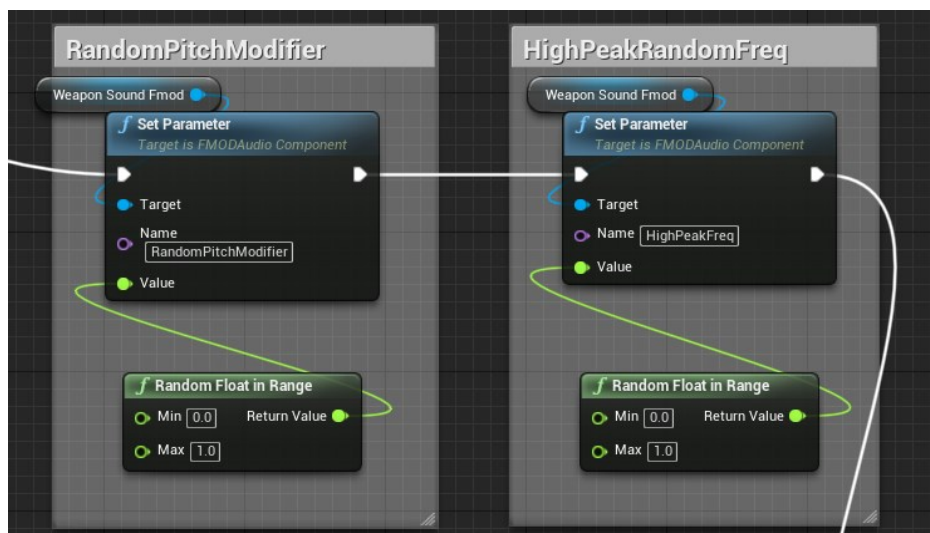 RandomPitchModifier
Weapon Sound Fmod
f Set Parameter
Target is FMODAudio Component
Target
Name
RandomPitchModifier
Value
f Random Float in Range
Min 0.0 Return Value
Max 1.0
HighPeakRandomFreq
Weapon Sound Fmod
f Set Parameter
Target is FMODAudio Component
Target
Name HighPeakFreq
Value
f Random Float in Range
Min 0.0 Return Value
Max 1.0